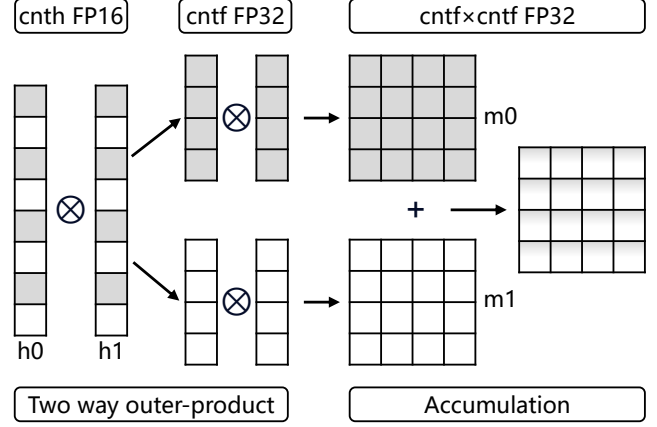 cnth FP16
cntf FP32
cntf×cntf FP32
m0
+
m1
h0
h1
Two way outer-product
Accumulation